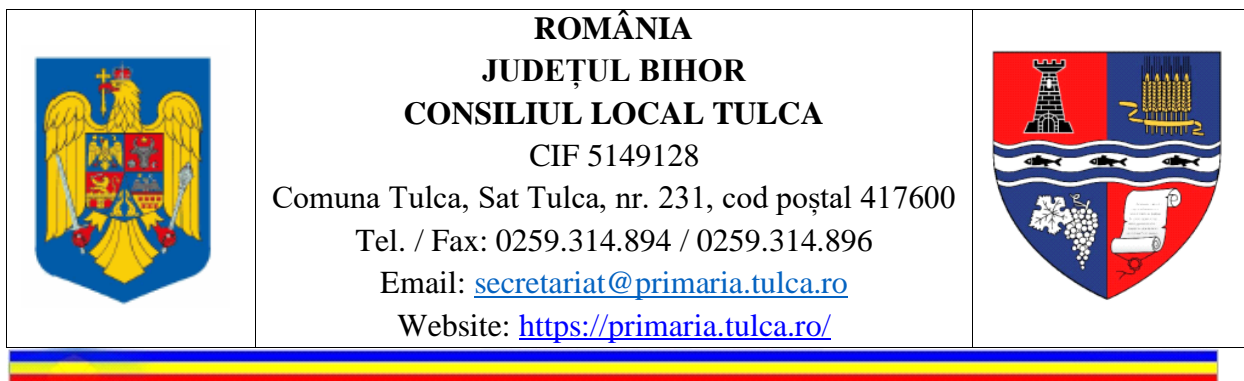 ROMÂNIA
JUDEȚUL BIHOR
CONSILIUL LOCAL TULCA
CIF 5149128
Comuna Tulca, Sat Tulca, nr. 231, cod poștal 417600
Tel. / Fax: 0259.314.894 / 0259.314.896
Email: secretariat@primaria.tulca.ro
Website: https://primaria.tulca.ro/